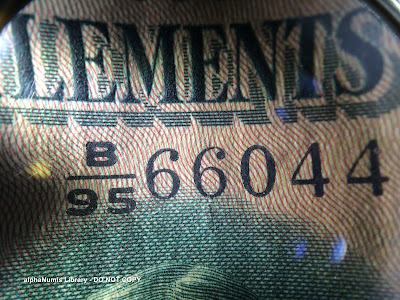 LEMENTS
B
95 66044
alphaNumis Library - DO NOT COPY